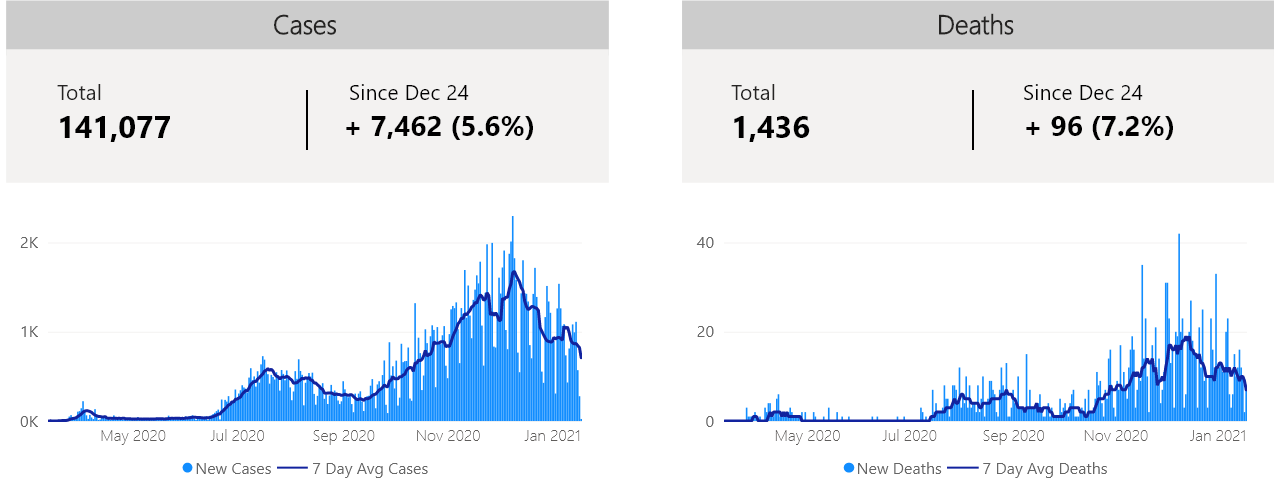 Cases
Total
141,077
Since Dec 24
+ 7,462 (5.6%)
2K
1K
0K
May 2020
Jul 2020
Sep 2020
Nov 2020
Jan 2021
New Cases
7 Day Avg Cases
Deaths
Total
1,436
Since Dec 24
+ 96 (7.2%)
40
20
0
May 2020
Jul 2020
Sep 2020
Nov 2020
Jan 2021
New Deaths
7 Day Avg Deaths